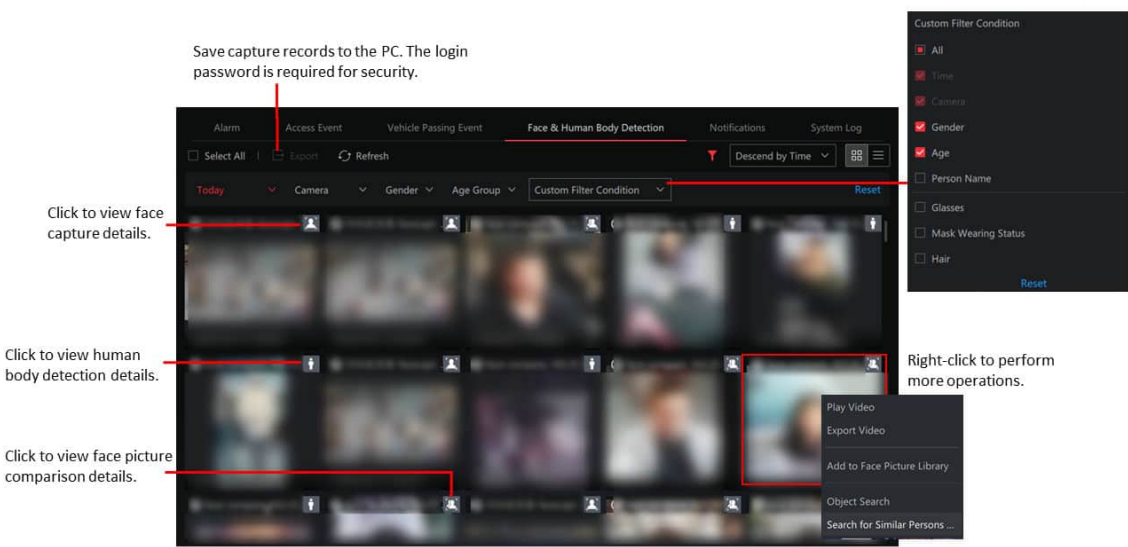 Custom Filter Condition
All
Save capture records to the PC. The login
password is required for security.
Time
Camera
Alarm Access Event Vehicle Passing Event Face & Human Body Detection Notifications System Log
Gender
Select All Export Refresh Descend by Time
Age
Today Camera Gender Age Group Custom Filter Condition Reset
Person Name
Click to view face
capture details.
Glasses
Mask Wearing Status
Hair
Reset
Click to view human
body detection details.
Right-click to perform
more operations.
Play Video
Export Video
Click to view face picture
comparison details.
Add to Face Picture Library
Object Search
Search for Similar Persons ...